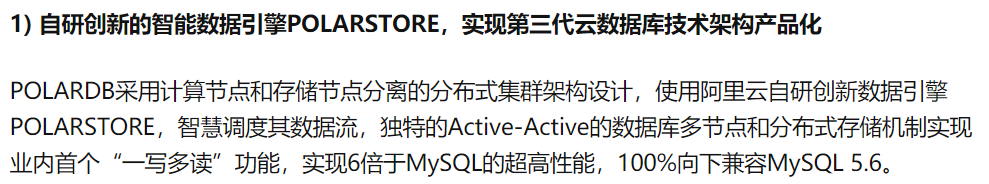 1) 自研创新的智能数据引擎POLARSTORE，实现第三代云数据库技术架构产品化
POLARDB采用计算节点和存储节点分离的分布式集群架构设计，使用阿里云自研创新数据引擎
POLARSTORE，智慧调度其数据流，独特的Active-Active的数据库多节点和分布式存储机制实现
业内首个“一写多读”功能，实现6倍于MySQL的超高性能，100%向下兼容MySQL 5.6。